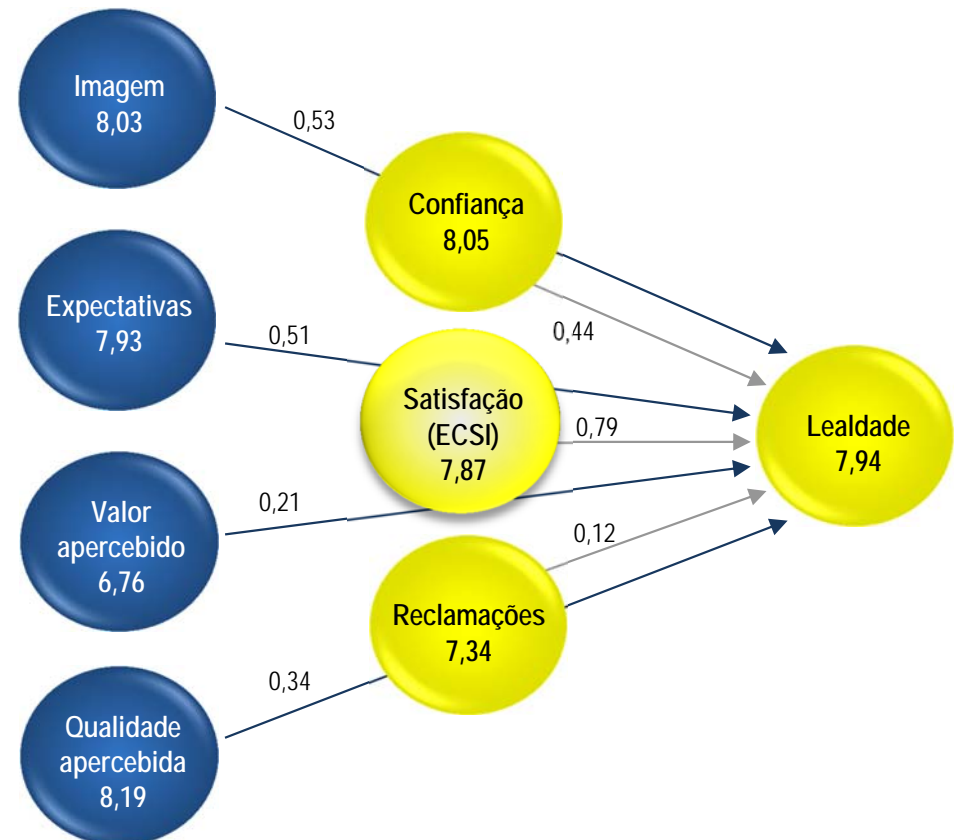 Imagem
8,03
0,53
Confiança
8,05
Expectativas
7,93
0,51
0,44
Satisfação
(ECSI)
7,87
0,79
Lealdade
7,94
Valor
apercebido
6,76
0,21
0,12
Reclamações
7,34
0,34
Qualidade
apercebida
8,19